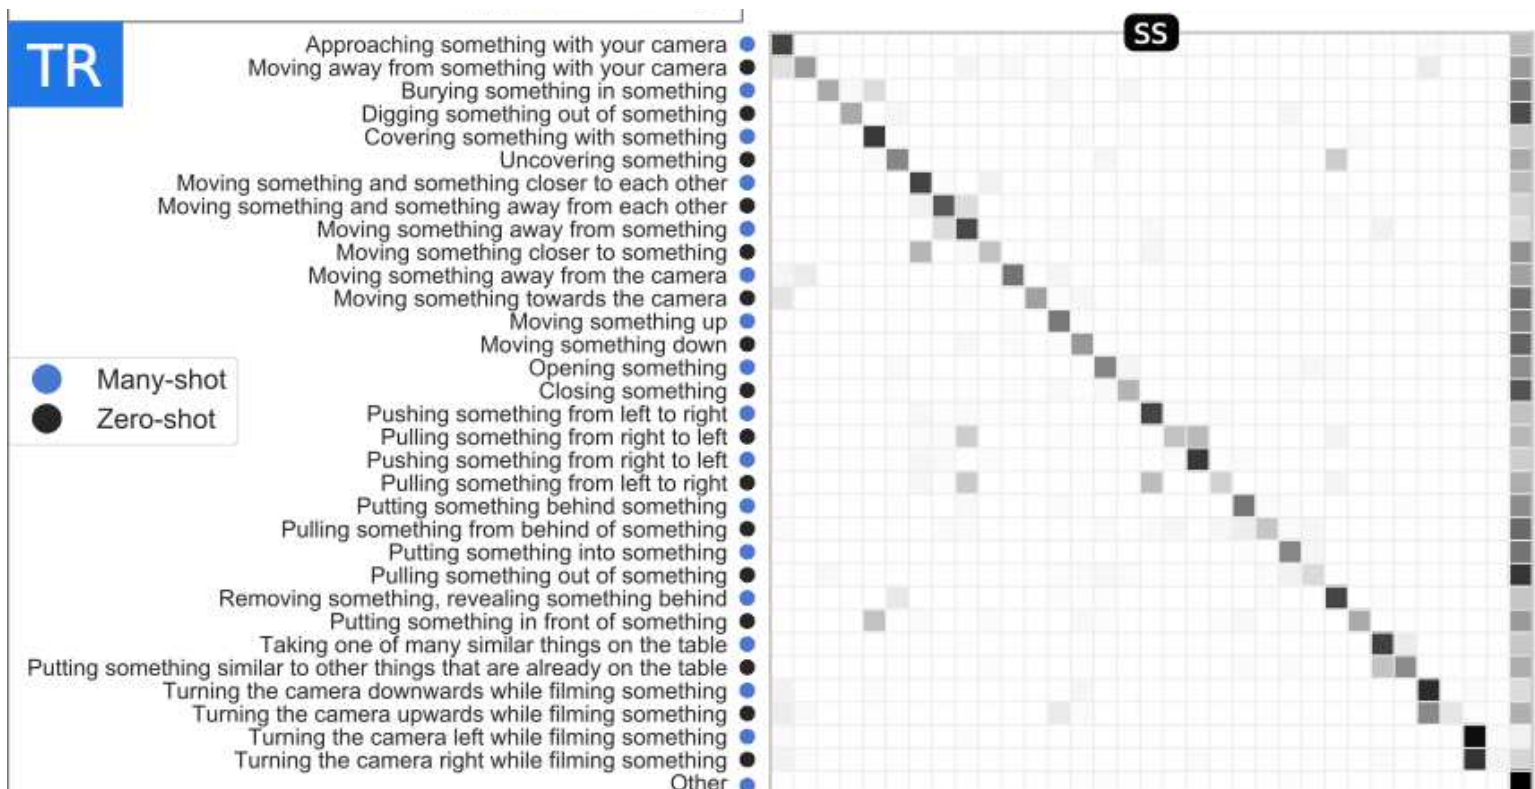 SS
TR
Approaching something with your camera
Moving away from something with your camera
Burying something in something
Digging something out of something
Covering something with something
Uncovering something
Moving something and something closer to each other
Moving something and something away from each other
Moving something away from something
Moving something closer to something
Moving something away from the camera
Moving something towards the camera
Moving something up
Moving something down
Opening something
Closing something
Pushing something from left to right
Pulling something from right to left
Pushing something from right to left
Pulling something from left to right
Putting something behind something
Pulling something from behind of something
Putting something into something
Pulling something out of something
Removing something, revealing something behind
Putting something in front of something
Taking one of many similar things on the table
Putting something similar to other things that are already on the table
Turning the camera downwards while filming something
Turning the camera upwards while filming something
Turning the camera left while filming something
Turning the camera right while filming something
Other
Many-shot
Zero-shot